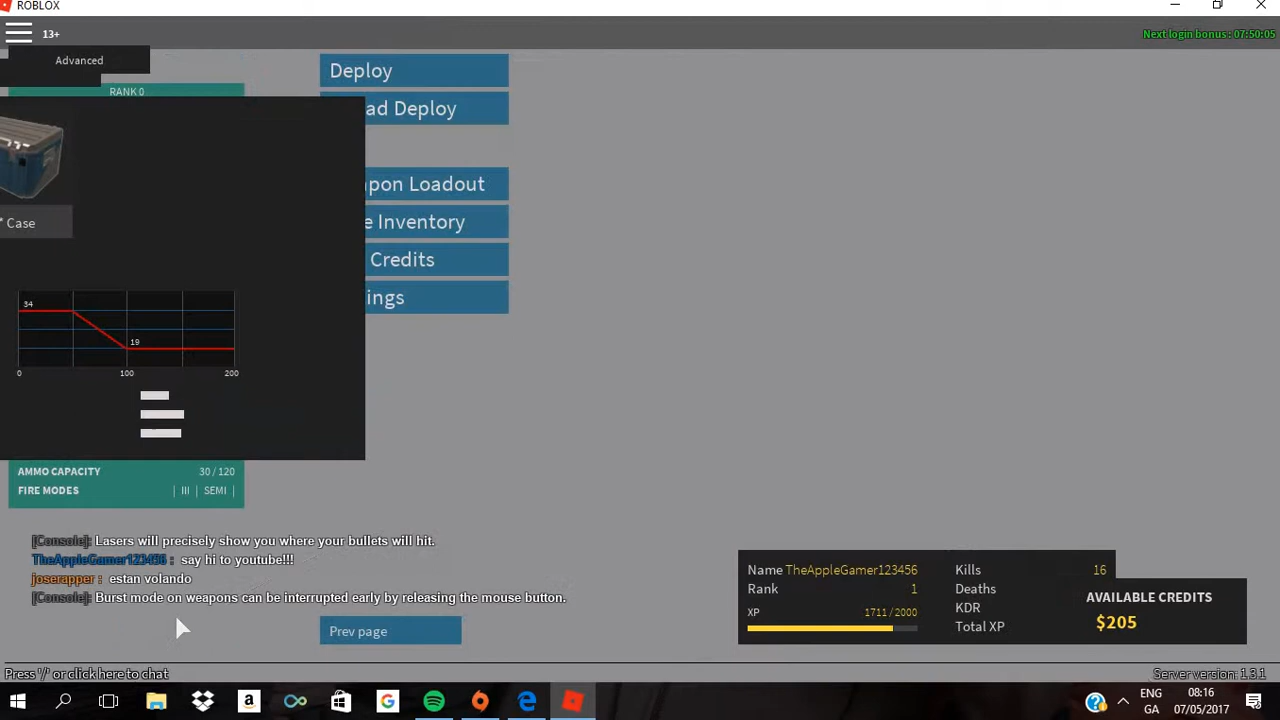 ROBLOX
13+
Next login bonus : 07:50:05
Advanced
RANK 0
Deploy
ad Deploy
pon Loadout
e Inventory
Credits
ings
* Case
34
19
0 100 200
AMMO CAPACITY 30 / 120
FIRE MODES | III | SEMI |
[Console]: Lasers will precisely show you where your bullets will hit.
TheAppleGamer123456 : say hi to youtube!!!
joserapper : estan volando
[Console]: Burst mode on weapons can be interrupted early by releasing the mouse button.
Prev page
Name TheAppleGamer123456
Rank 1
XP 1711 / 2000
Kills 16
Deaths
KDR
Total XP
AVAILABLE CREDITS
$205
Press '/' or click here to chat
Server version: 1.3.1
ENG
GA
08:16
07/05/2017